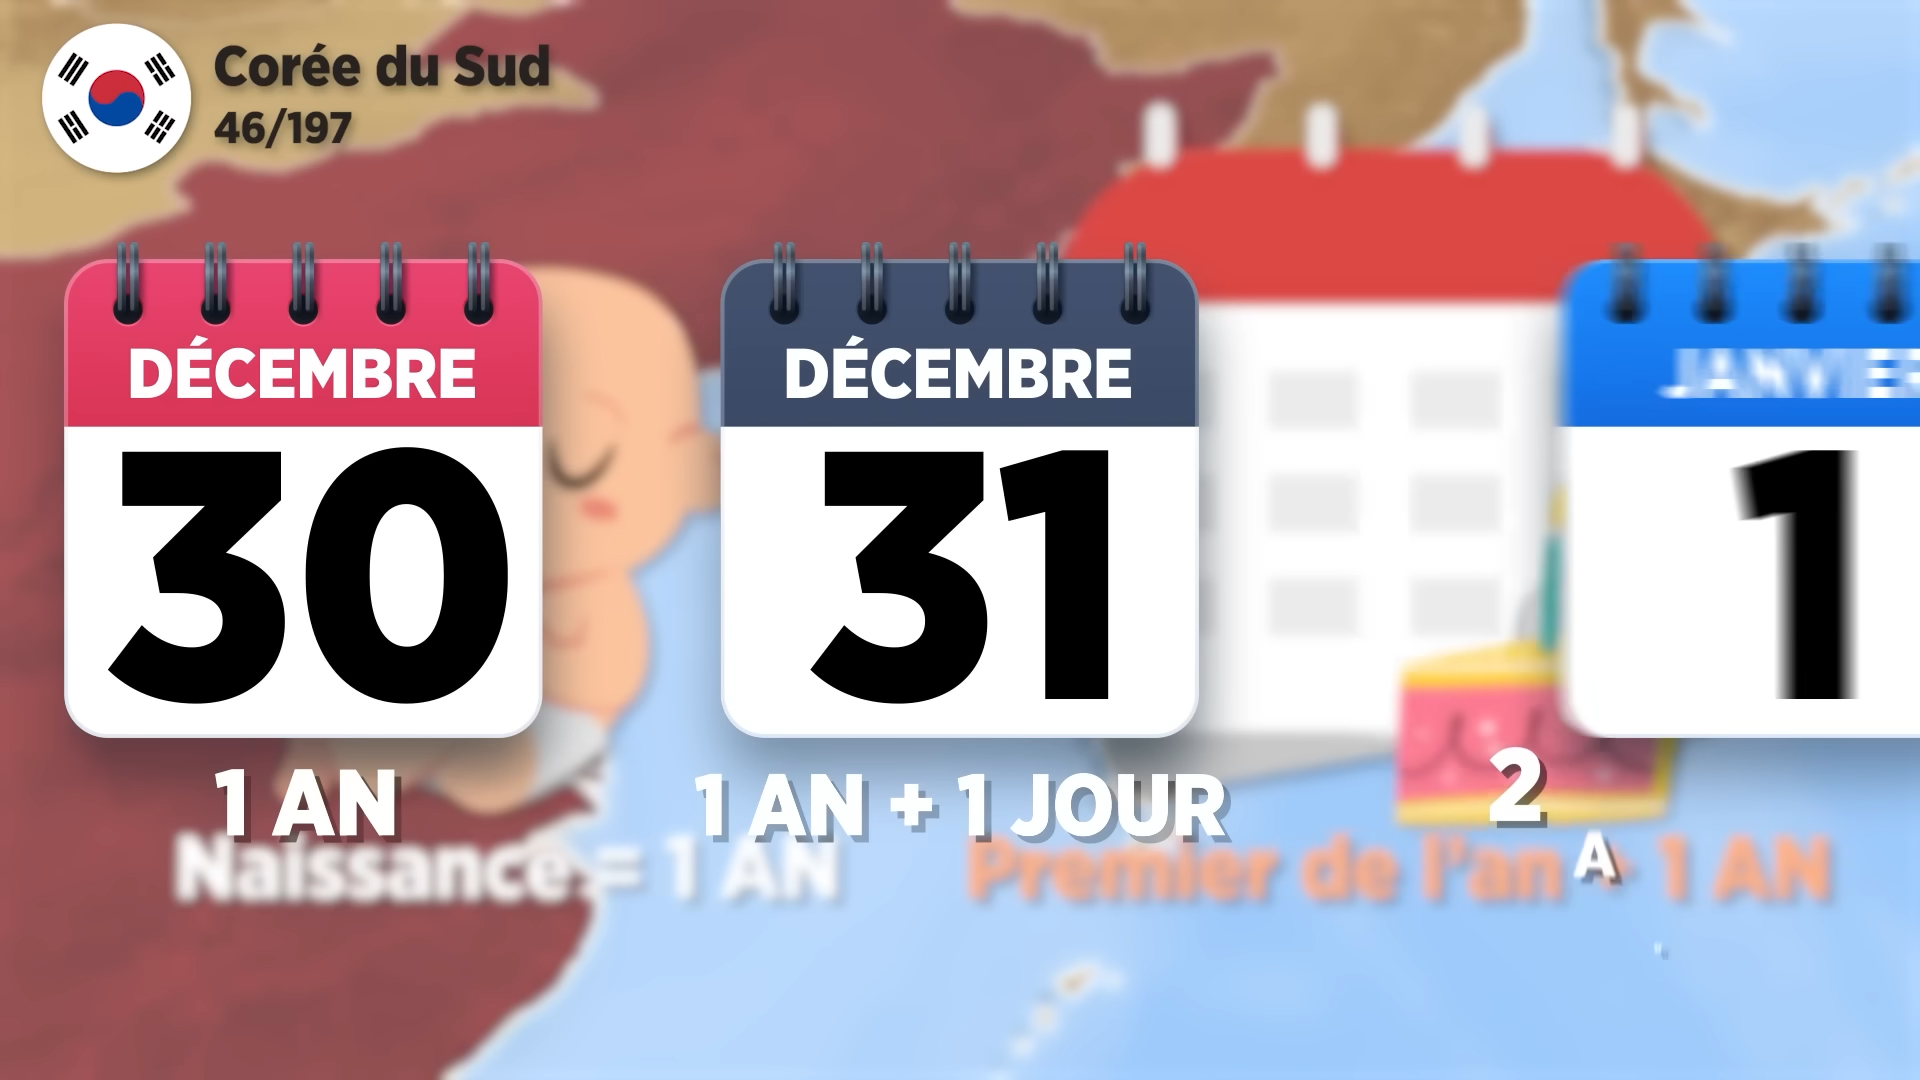 Corée du Sud
46/197
DÉCEMBRE
30
1 AN
DÉCEMBRE
31
1 AN + 1 JOUR
JANVIER
1
2
A
Naissance = 1 AN
Premier de l'an + 1 AN